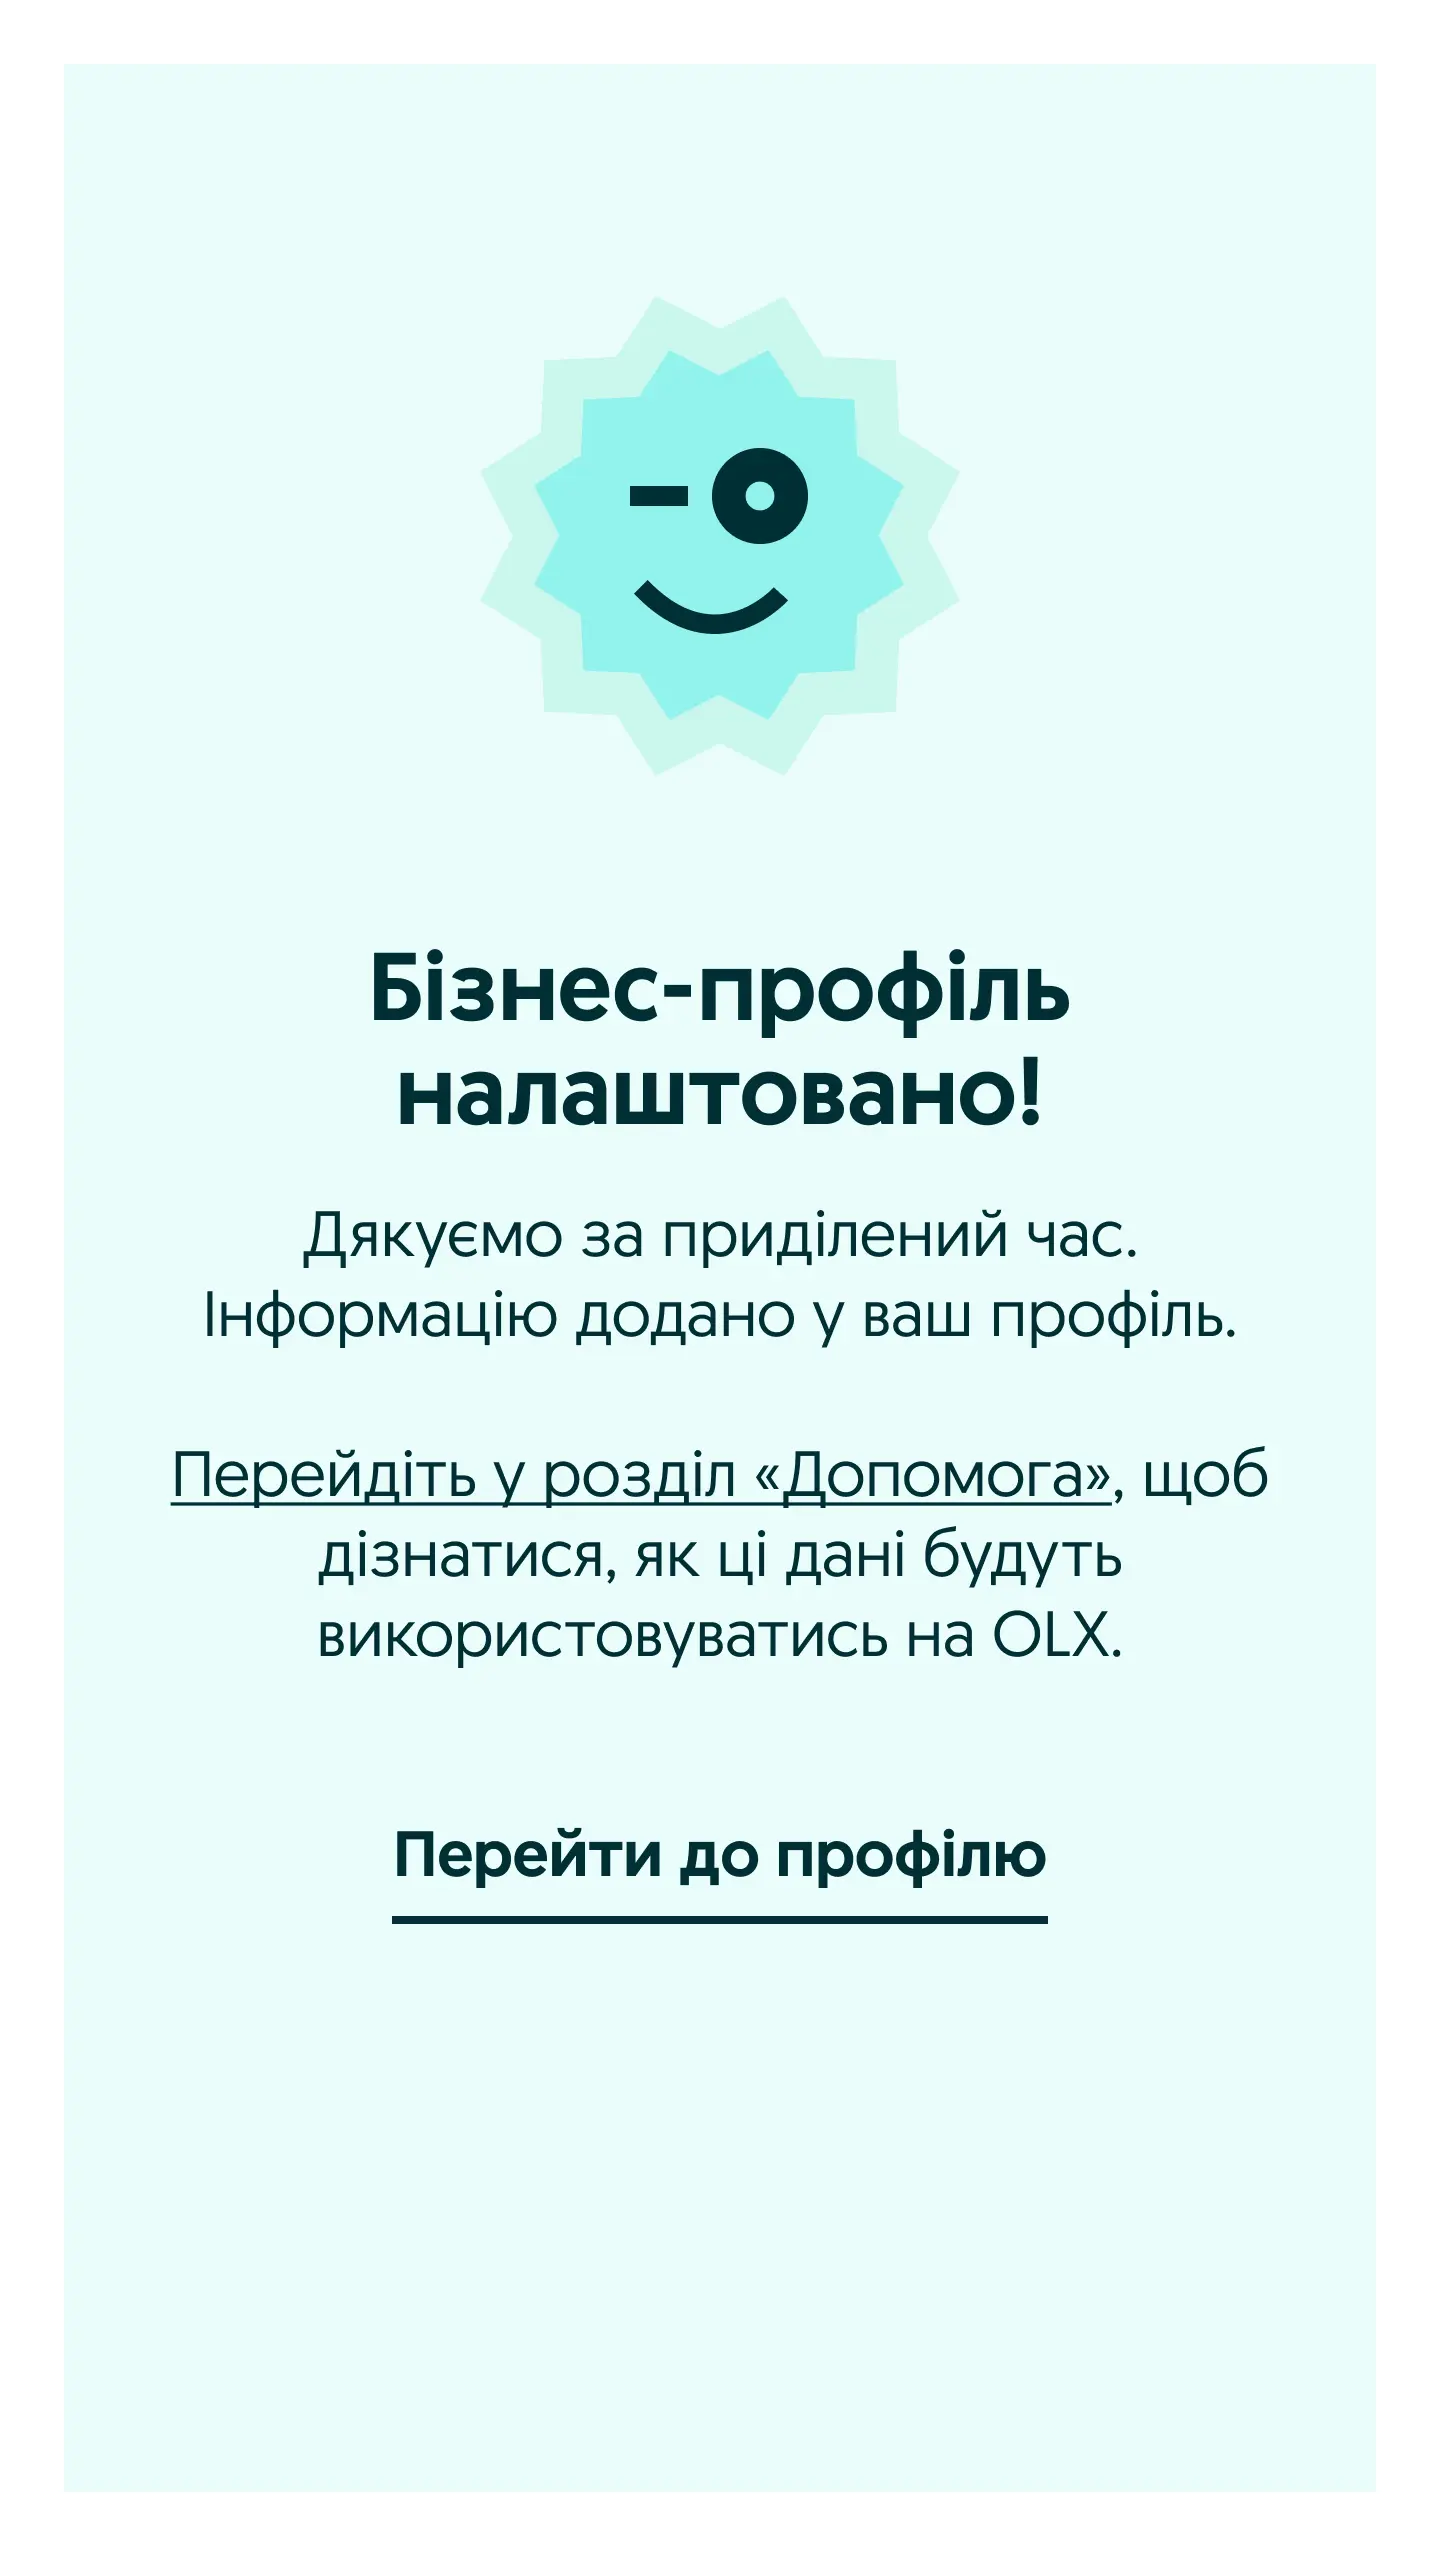 Бізнес-профіль
налаштовано!
Дякуємо за приділений час.
Інформацію додано у ваш профіль.
Перейдіть у розділ «Допомога», щоб
дізнатися, як ці дані будуть
використовуватись на OLX.
Перейти до профілю